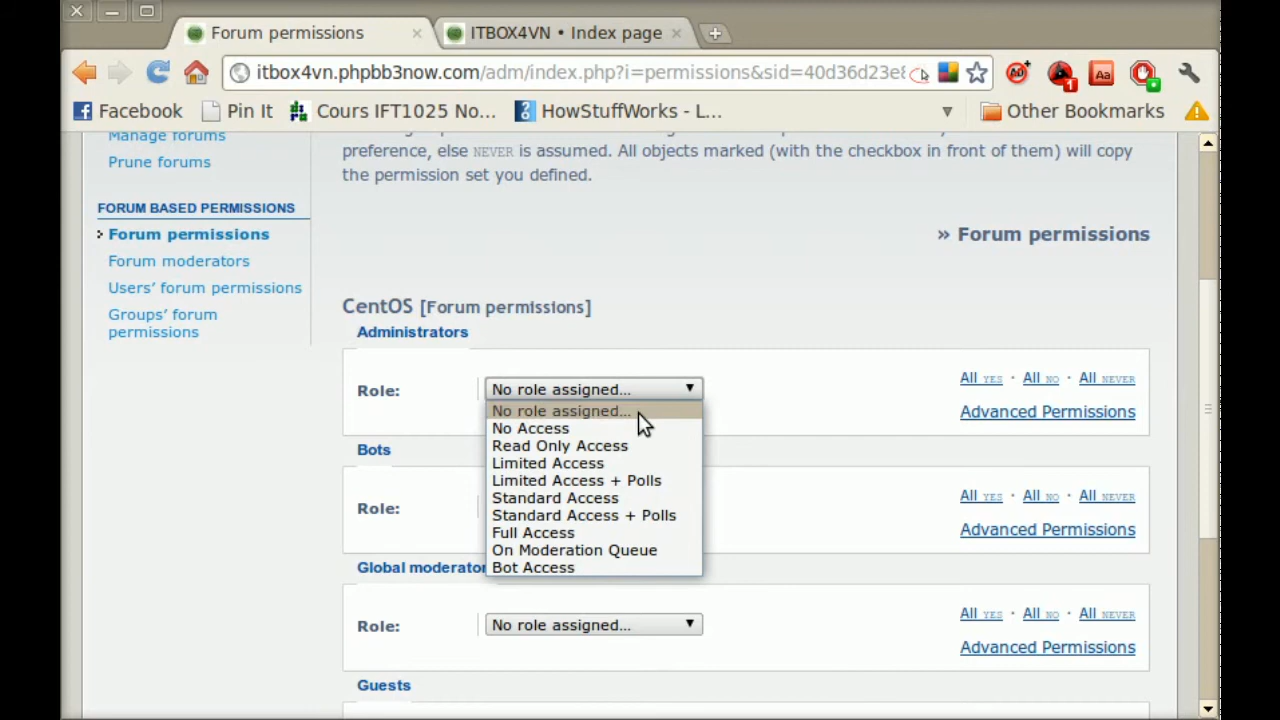 Forum permissions
ITBOX4VN • Index page
itbox4vn.phpbb3now.com/adm/index.php?i=permissions&sid=40d36d23e8
Facebook Pin It Cours IFT1025 No... HowStuffWorks - L... Other Bookmarks
Manage forums
Prune forums
FORUM BASED PERMISSIONS
Forum permissions
Forum moderators
Users' forum permissions
Groups' forum
permissions
preference, else NEVER is assumed. All objects marked (with the checkbox in front of them) will copy
the permission set you defined.
» Forum permissions
CentOS [Forum permissions]
Administrators
Role: No role assigned... All YES · All NO · All NEVER
Advanced Permissions
No role assigned...
No Access
Read Only Access
Limited Access
Limited Access + Polls
Standard Access
Standard Access + Polls
Full Access
On Moderation Queue
Bot Access
Bots
Role: All YES · All NO · All NEVER
Advanced Permissions
Global moderator
Role: No role assigned... All YES · All NO · All NEVER
Advanced Permissions
Guests